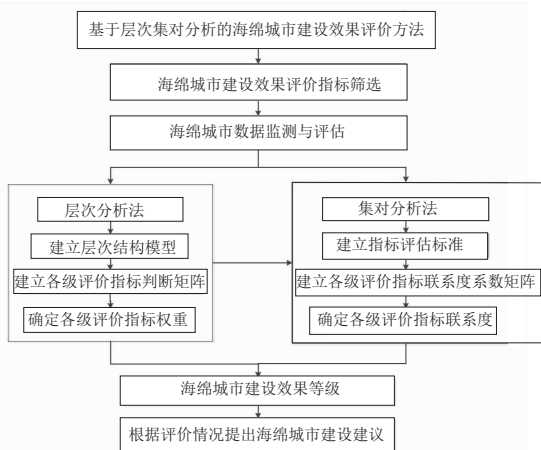 基于层次集对分析的海绵城市建设效果评价方法
海绵城市建设效果评价指标筛选
海绵城市数据监测与评估
层次分析法
建立层次结构模型
建立各级评价指标判断矩阵
确定各级评价指标权重
集对分析法
建立指标评估标准
建立各级评价指标联系度系数矩阵
确定各级评价指标联系度
海绵城市建设效果等级
根据评价情况提出海绵城市建设建议